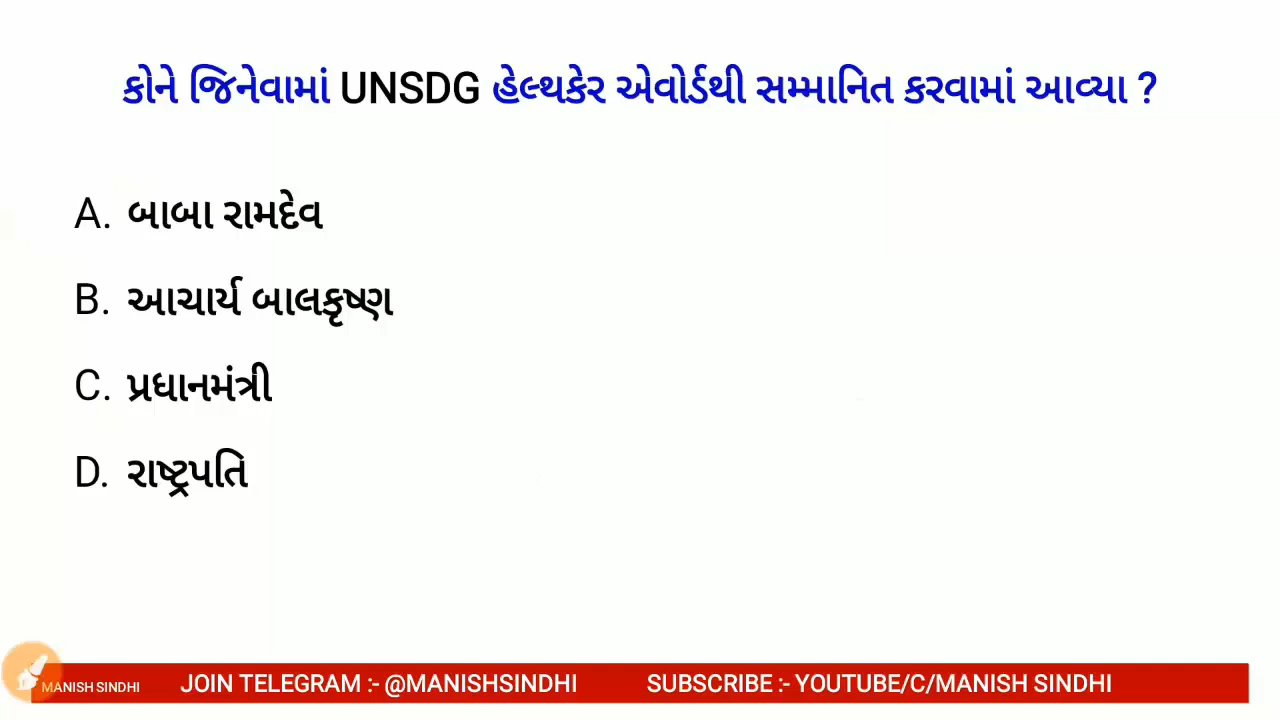 કોને જિનેવામાં UNSDG હેલ્થકેર એવોર્ડથી સમ્માનિત કરવામાં આવ્યા ?
A. બાબા રામદેવ
B. આચાર્ય બાલકૃષ્ણ
C. પ્રધાનમંત્રી
D. રાષ્ટ્રપતિ
MANISH SINDHI JOIN TELEGRAM :- @MANISHSINDHI SUBSCRIBE :- YOUTUBE/C/MANISH SINDHI